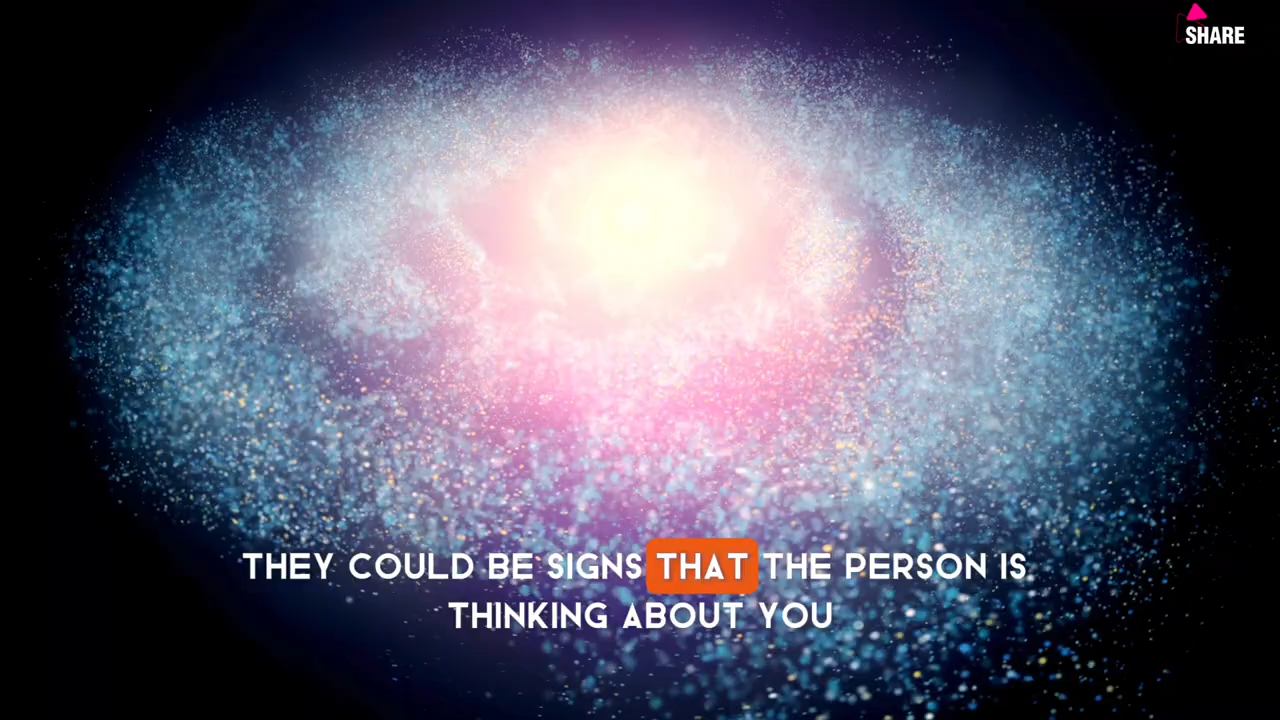 SHARE
THEY COULD BE SIGNS THAT THE PERSON IS
THINKING ABOUT YOU